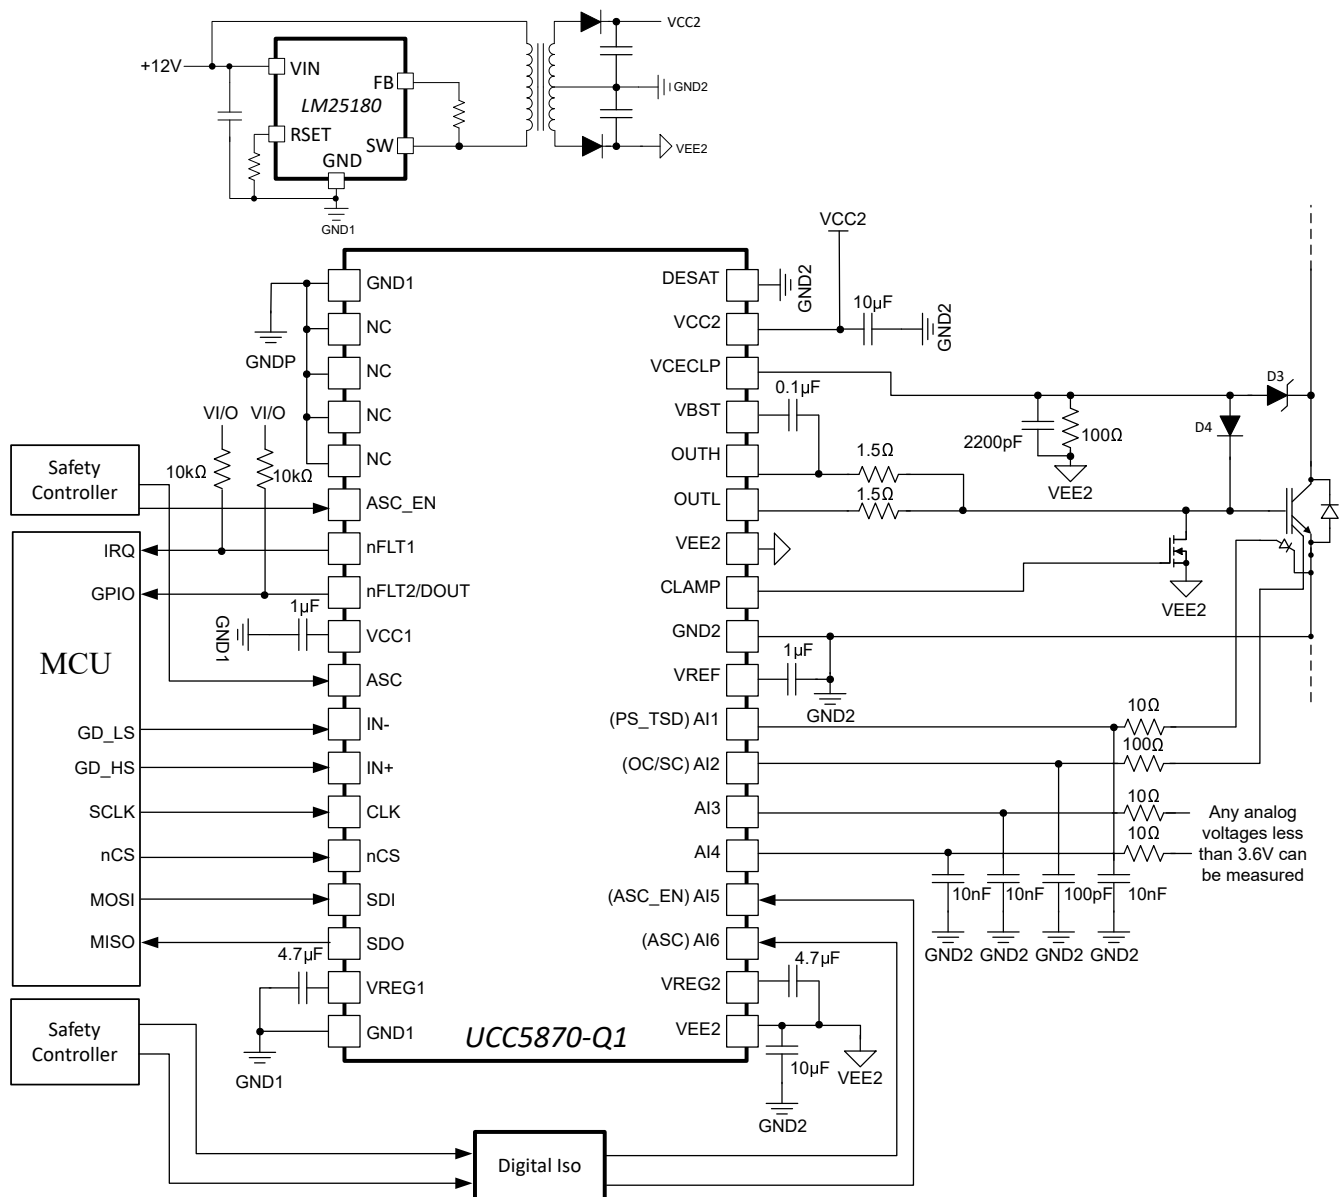 VCC2
+12V
VIN
FB
GND2
LM25180
RSET
SW
GND
VEE2
GND1
VCC2
GND1
DESAT
GND2
10µF
NC
VCC2
GND2
GNDP
NC
VCECLP
D3
0.1µF
VI/O
VI/O
NC
VBST
D4
2200pF
100Ω
1.5Ω
Safety
Controller
10kΩ
10kΩ
NC
OUTH
VEE2
1.5Ω
ASC_EN
OUTL
IRQ
nFLT1
VEE2
GPIO
nFLT2/DOUT
CLAMP
VEE2
1µF
GND1
VCC1
GND2
1µF
MCU
ASC
VREF
GND2
10Ω
GD_LS
IN-
(PS_TSD) AI1
100Ω
GD_HS
IN+
(OC/SC) AI2
10Ω
SCLK
CLK
AI3
Any analog
voltages less
than 3.6V can
be measured
10Ω
nCS
nCS
AI4
10nF
10nF
100pF
10nF
MOSI
SDI
(ASC_EN) AI5
MISO
SDO
(ASC) AI6
GND2
GND2
GND2
GND2
4.7µF
4.7µF
VREG1
VREG2
Safety
Controller
GND1
UCC5870-Q1
VEE2
10µF
VEE2
GND1
GND2
Digital Iso